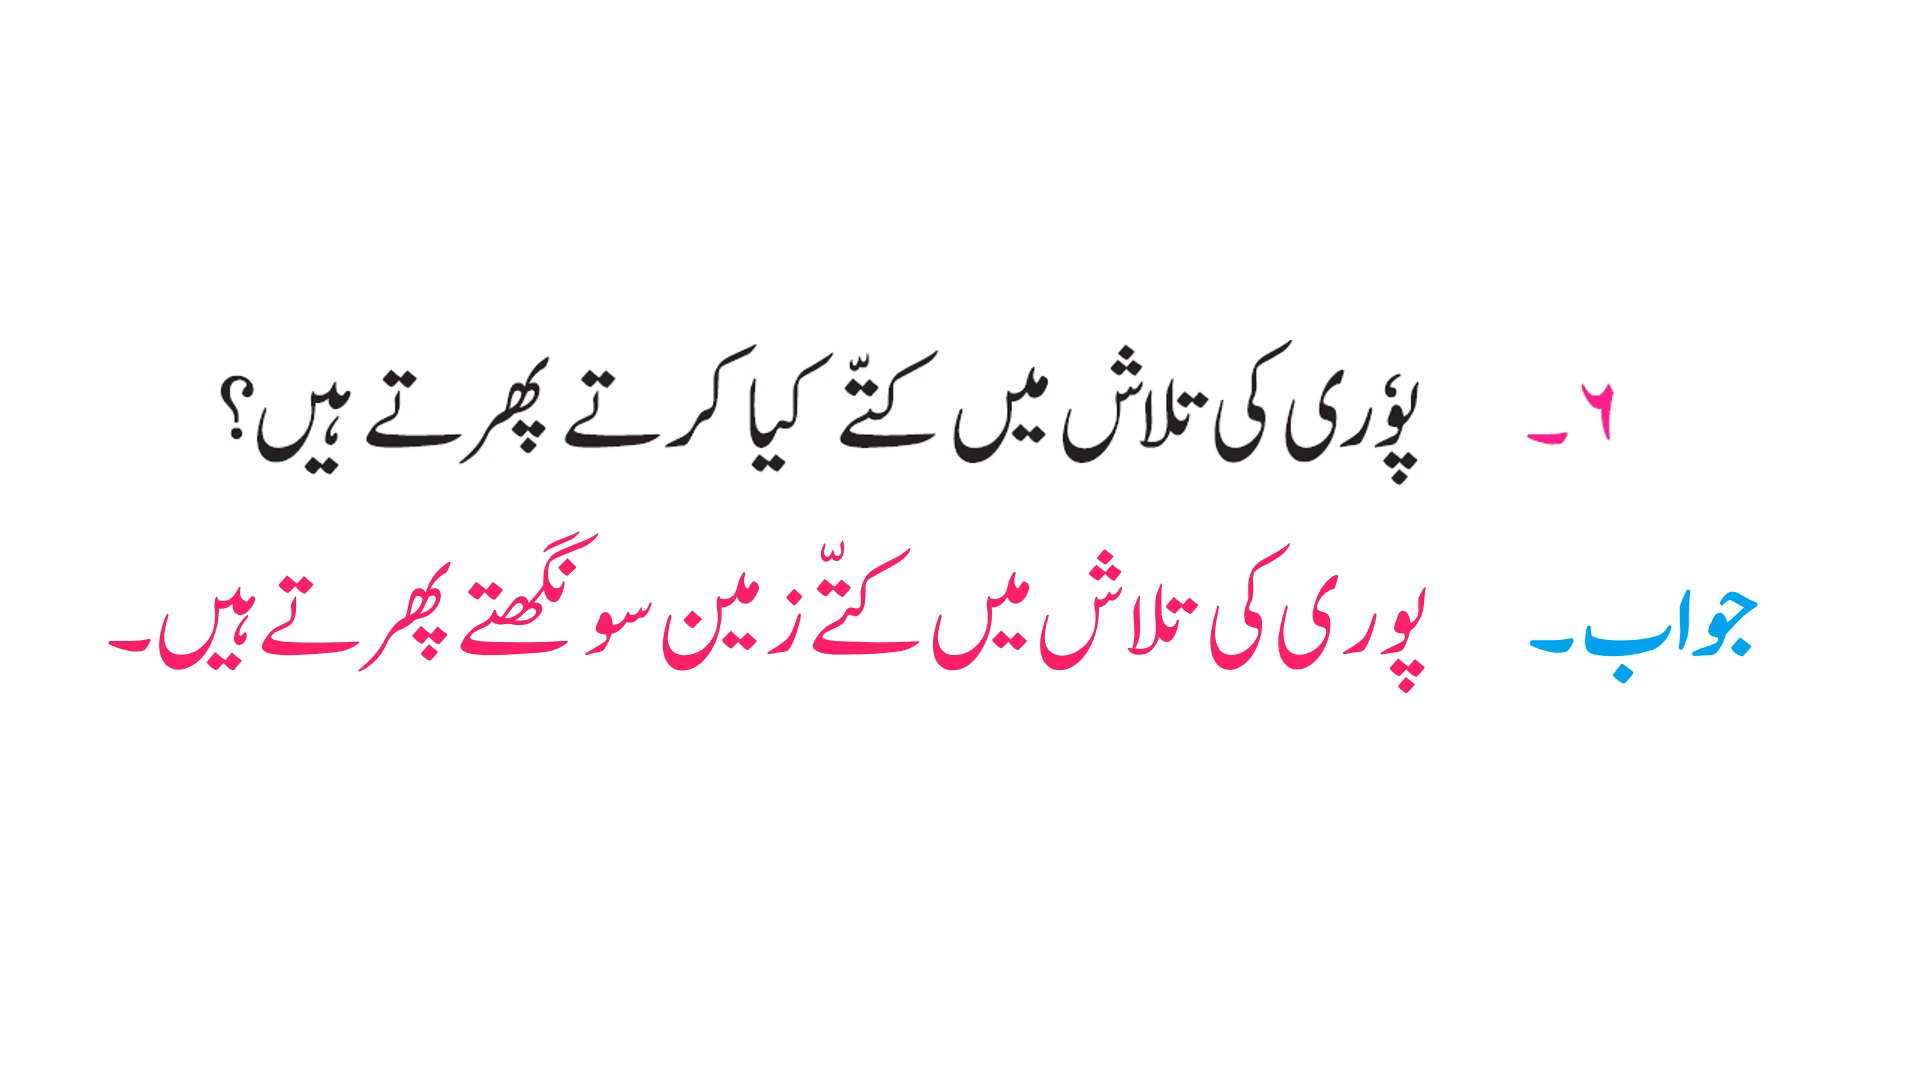 ۶۔ پوٗری کی تلاش میں کتّے کیا کرتے پھرتے ہیں؟
جواب۔ پوری کی تلاش میں کتّے زمین سونگھتے پھرتے ہیں۔